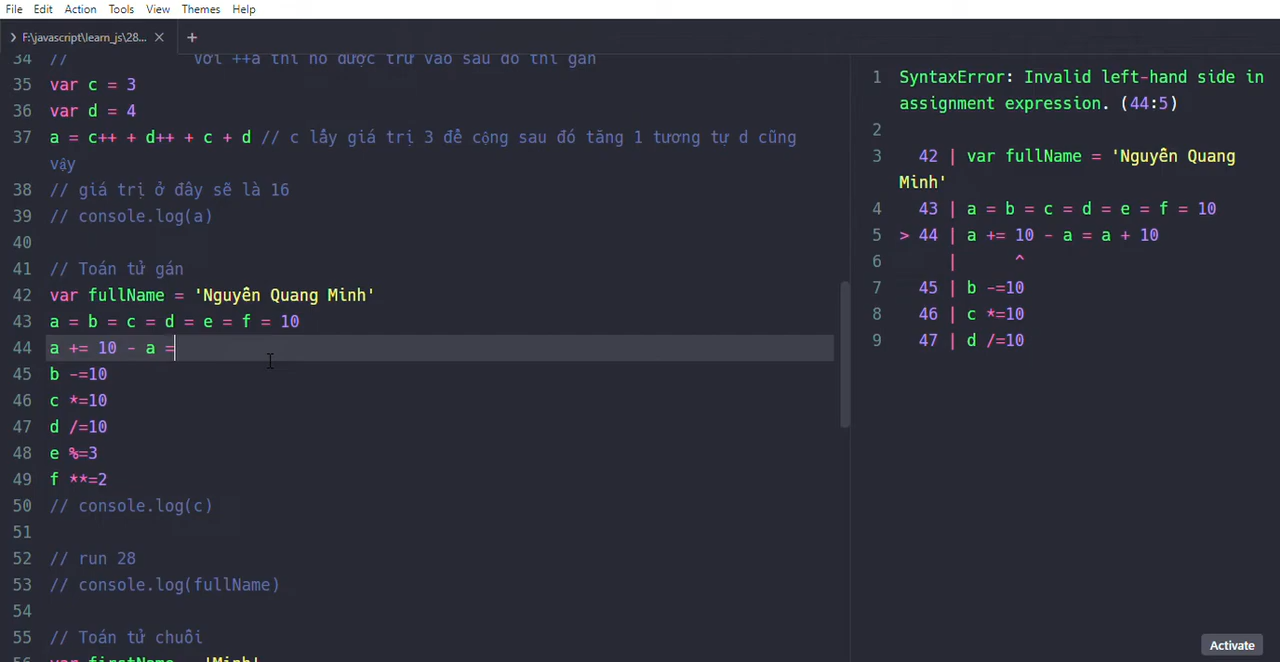 File Edit Action Tools View Themes Help
F:\javascript\learn_js\28...
34 // với ++a thì nó được trừ vào sau đó thì gán
35 var c = 3
36 var d = 4
37 a = c++ + d++ + c + d // c lấy giá trị 3 để cộng sau đó tăng 1 tương tự d cũng
vậy
38 // giá trị ở đây sẽ là 16
39 // console.log(a)
40
41 // Toán tử gán
42 var fullName = 'Nguyễn Quang Minh'
43 a = b = c = d = e = f = 10
44 a += 10 - a =
45 b -=10
46 c *=10
47 d /=10
48 e %=3
49 f **=2
50 // console.log(c)
51
52 // run 28
53 // console.log(fullName)
54
55 // Toán tử chuỗi
56 var firstName = 'Minh'
1 SyntaxError: Invalid left-hand side in
assignment expression. (44:5)
2
3 42 | var fullName = 'Nguyễn Quang
Minh'
4 43 | a = b = c = d = e = f = 10
5 > 44 | a += 10 - a = a + 10
6 | ^
7 45 | b -=10
8 46 | c *=10
9 47 | d /=10
Activate